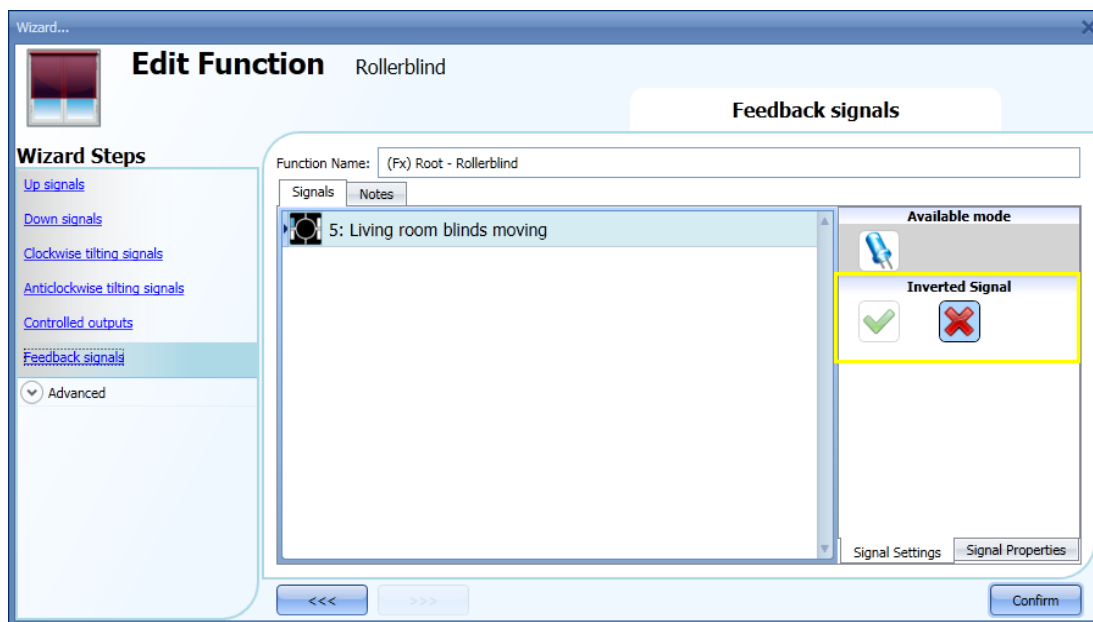 Wizard...
Edit Function Rollerblind
Feedback signals
Wizard Steps
Up signals
Down signals
Clockwise tilting signals
Anticlockwise tilting signals
Controlled outputs
Feedback signals
Advanced
Function Name: (Fx) Root - Rollerblind
Signals Notes
5: Living room blinds moving
Available mode
Inverted Signal
Signal Settings Signal Properties
<<< >>> Confirm